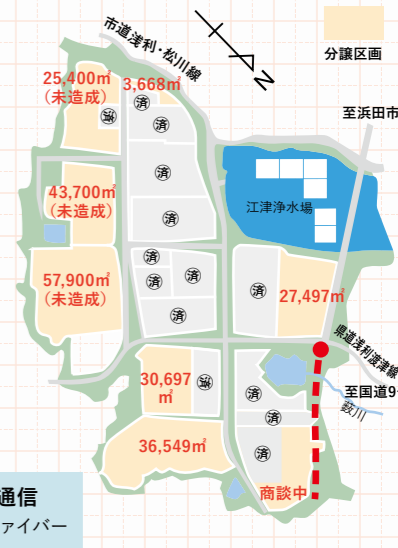 市道浅利・松川線
N
分譲区画
25,400㎡
(未造成)
3,668㎡
至浜田市
済
済
済
済
済
43,700㎡
(未造成)
江津浄水場
57,900㎡
(未造成)
済
済
済
済
済
27,497㎡
県道浅利渡津線
30,697
㎡
済
済
至国道9
藪川
済
36,549㎡
済
商談中
通信
ァイバー